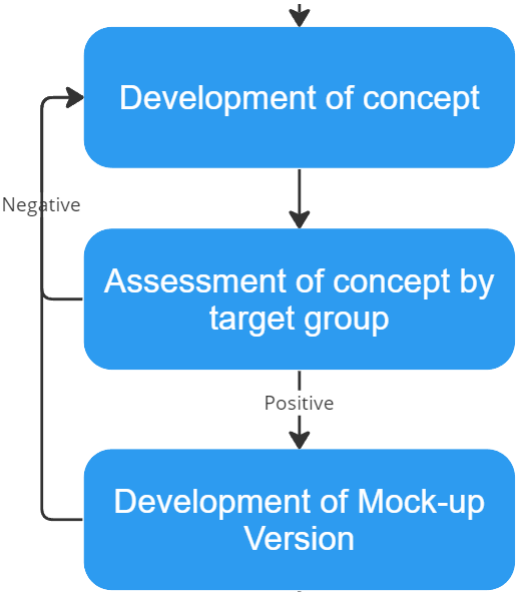 Development of concept
Negative
Assessment of concept by
target group
Positive
Development of Mock-up
Version